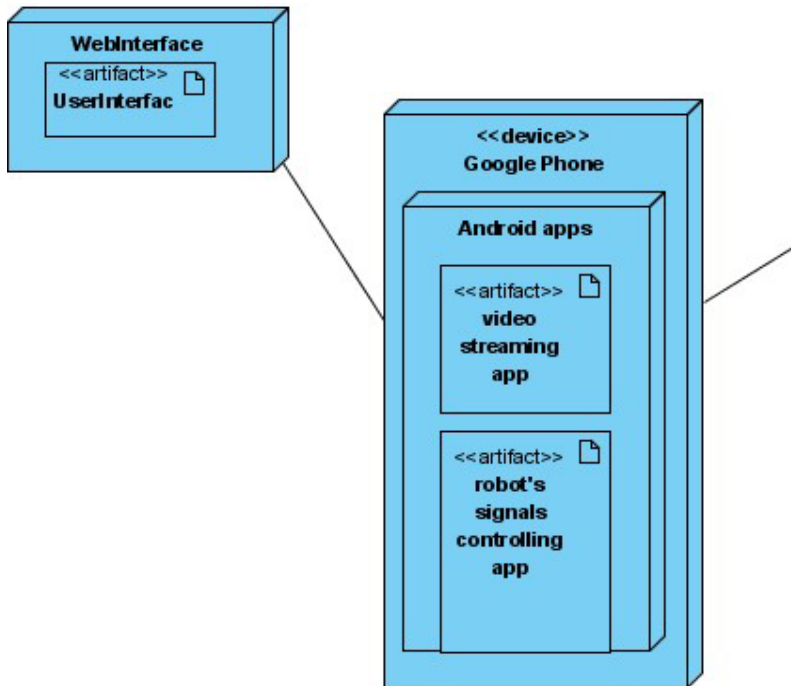 WebInterface
<<artifact>>
UserInterfac
<<device>>
Google Phone
Android apps
<<artifact>>
video
streaming
app
<<artifact>>
robot's
signals
controlling
app